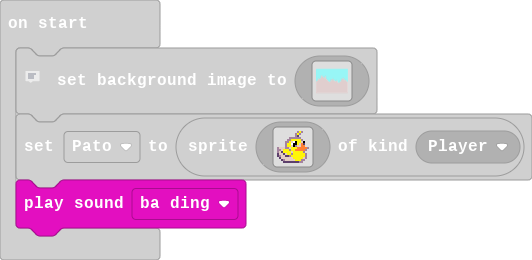 on start
set background image to
set Pato to sprite of kind Player
play sound ba ding